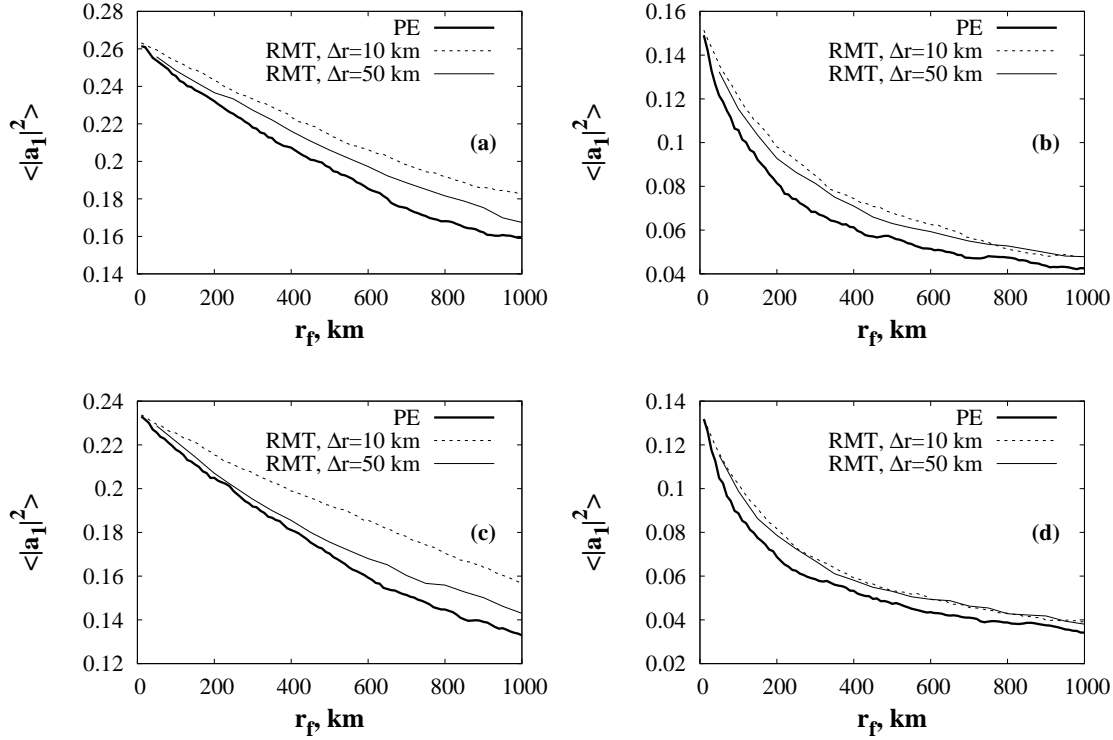 0.28
0.26
0.24
0.22
0.2
0.18
0.16
0.14
<|a₁|²>
PE
RMT, Δr=10 km
RMT, Δr=50 km
(a)
0 200 400 600 800 1000
r_f, km
0.16
0.14
0.12
0.1
0.08
0.06
0.04
<|a₁|²>
PE
RMT, Δr=10 km
RMT, Δr=50 km
(b)
0 200 400 600 800 1000
r_f, km
0.24
0.22
0.2
0.18
0.16
0.14
0.12
<|a₁|²>
PE
RMT, Δr=10 km
RMT, Δr=50 km
(c)
0 200 400 600 800 1000
r_f, km
0.14
0.12
0.1
0.08
0.06
0.04
0.02
<|a₁|²>
PE
RMT, Δr=10 km
RMT, Δr=50 km
(d)
0 200 400 600 800 1000
r_f, km